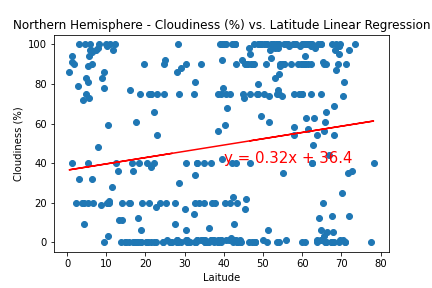 Northern Hemisphere - Cloudiness (%) vs. Latitude Linear Regression
Cloudiness (%)
100
80
60
40
20
0
y = 0.32x + 36.4
0 10 20 30 40 50 60 70 80
Laitude